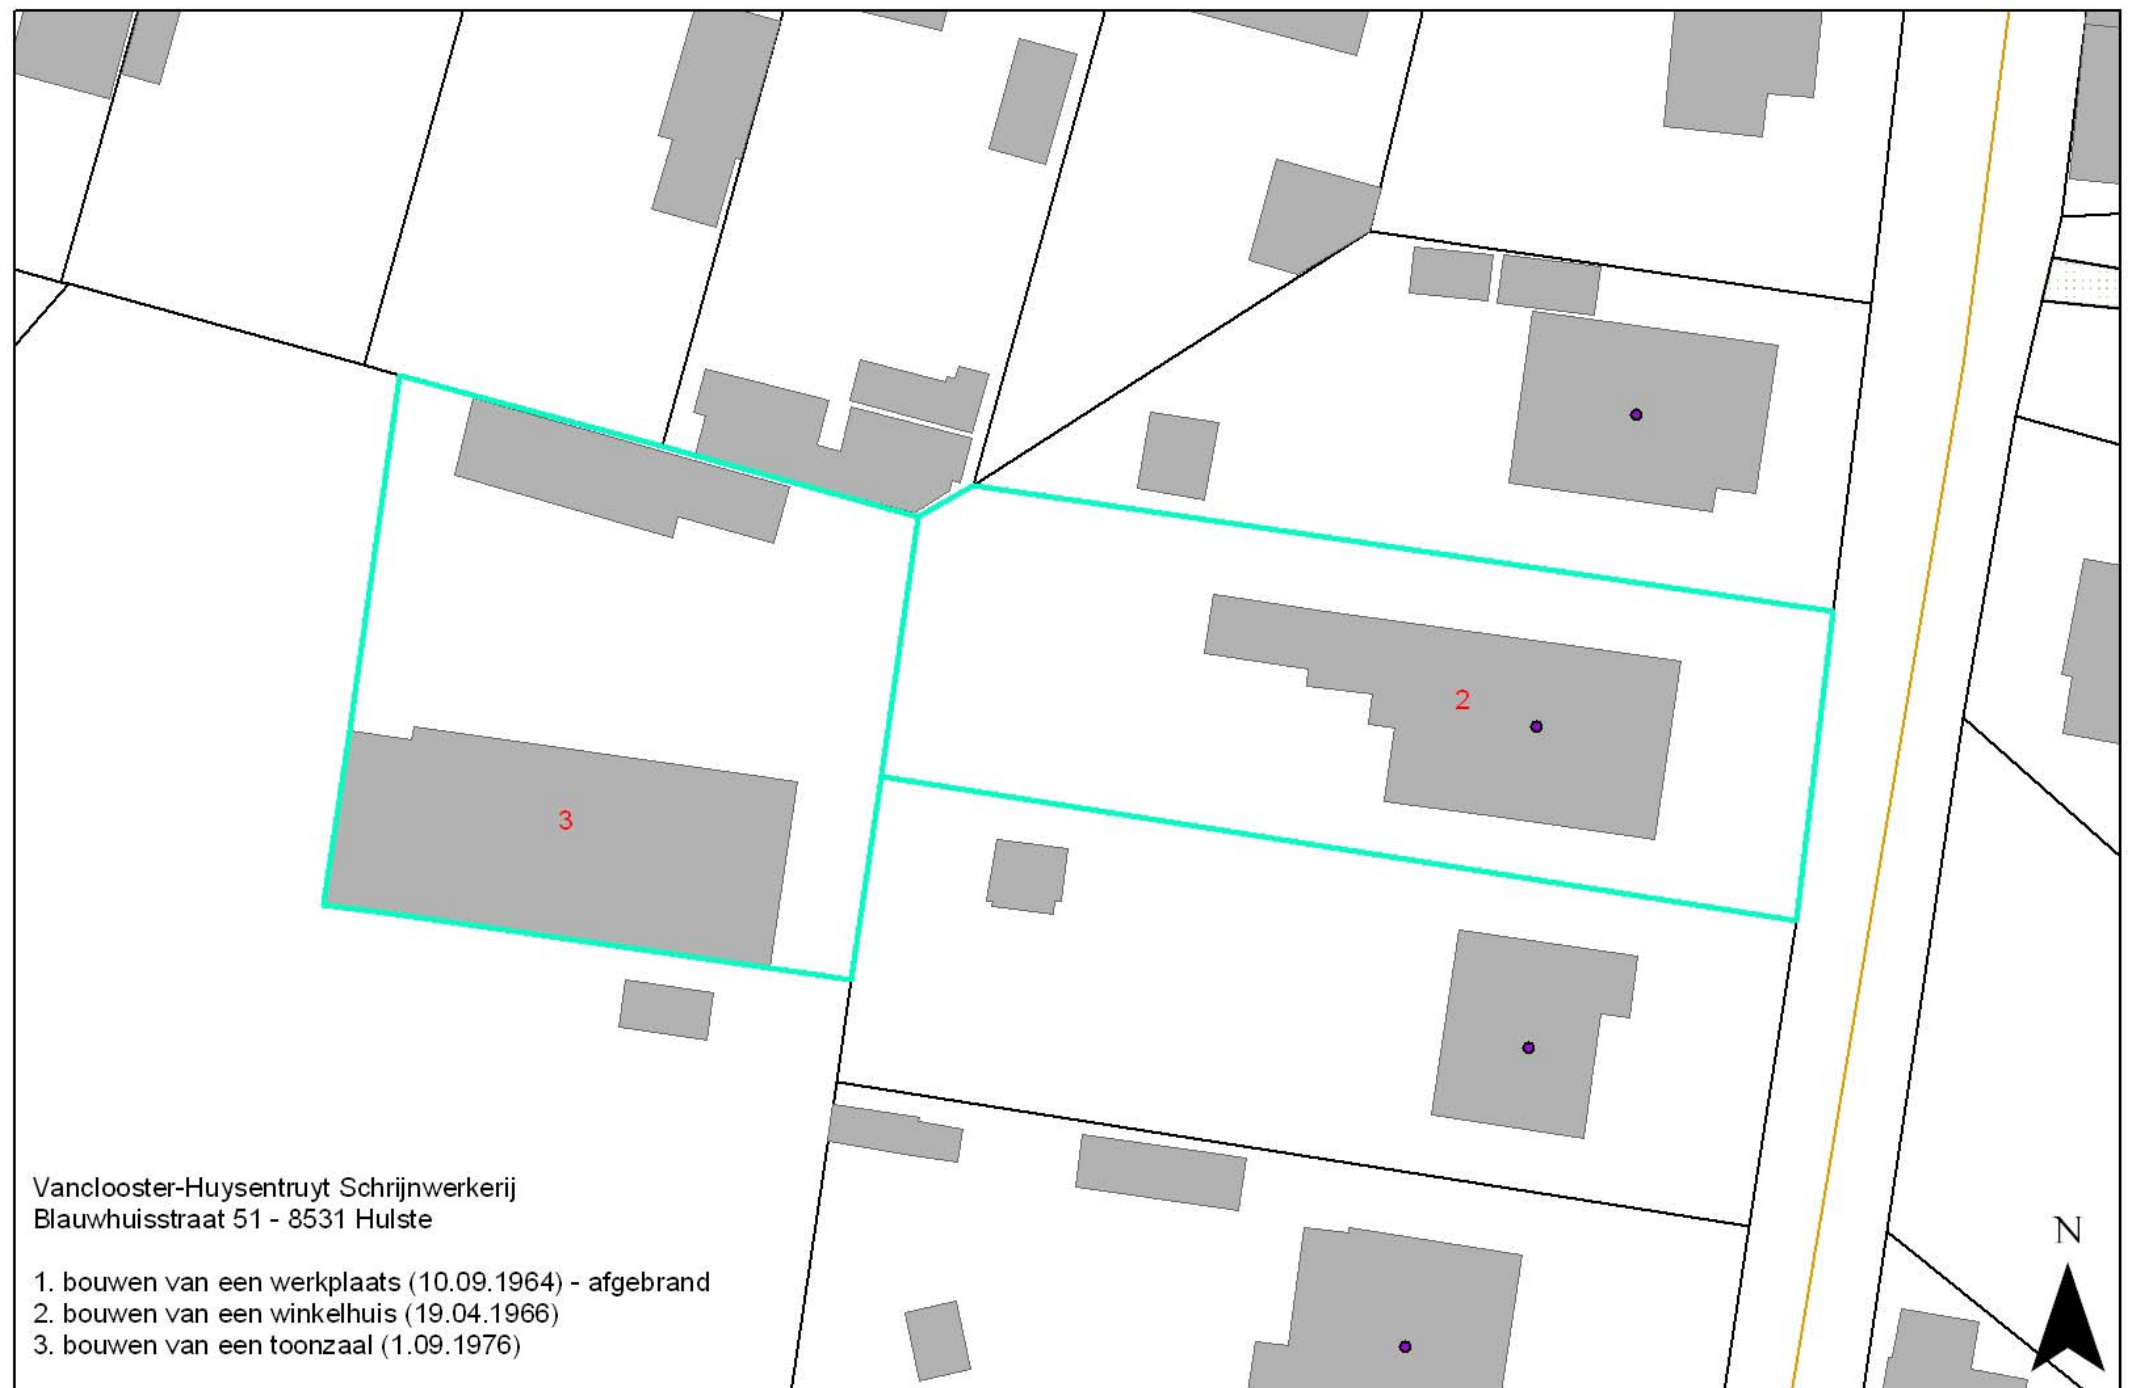 2
3
Vanclooster-Huysentruyt Schrijnwerkerij
Blauwhuisstraat 51 - 8531 Hulste
1. bouwen van een werkplaats (10.09.1964) - afgebrand
2. bouwen van een winkelhuis (19.04.1966)
3. bouwen van een toonzaal (1.09.1976)
N